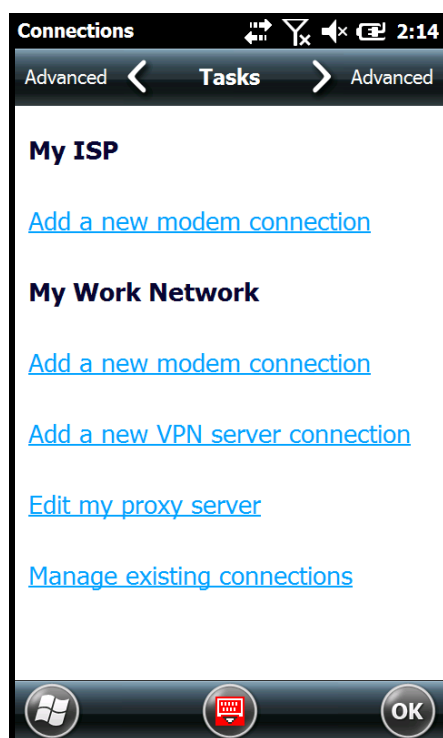 Connections 2:14
Advanced Tasks Advanced
My ISP
Add a new modem connection
My Work Network
Add a new modem connection
Add a new VPN server connection
Edit my proxy server
Manage existing connections
OK